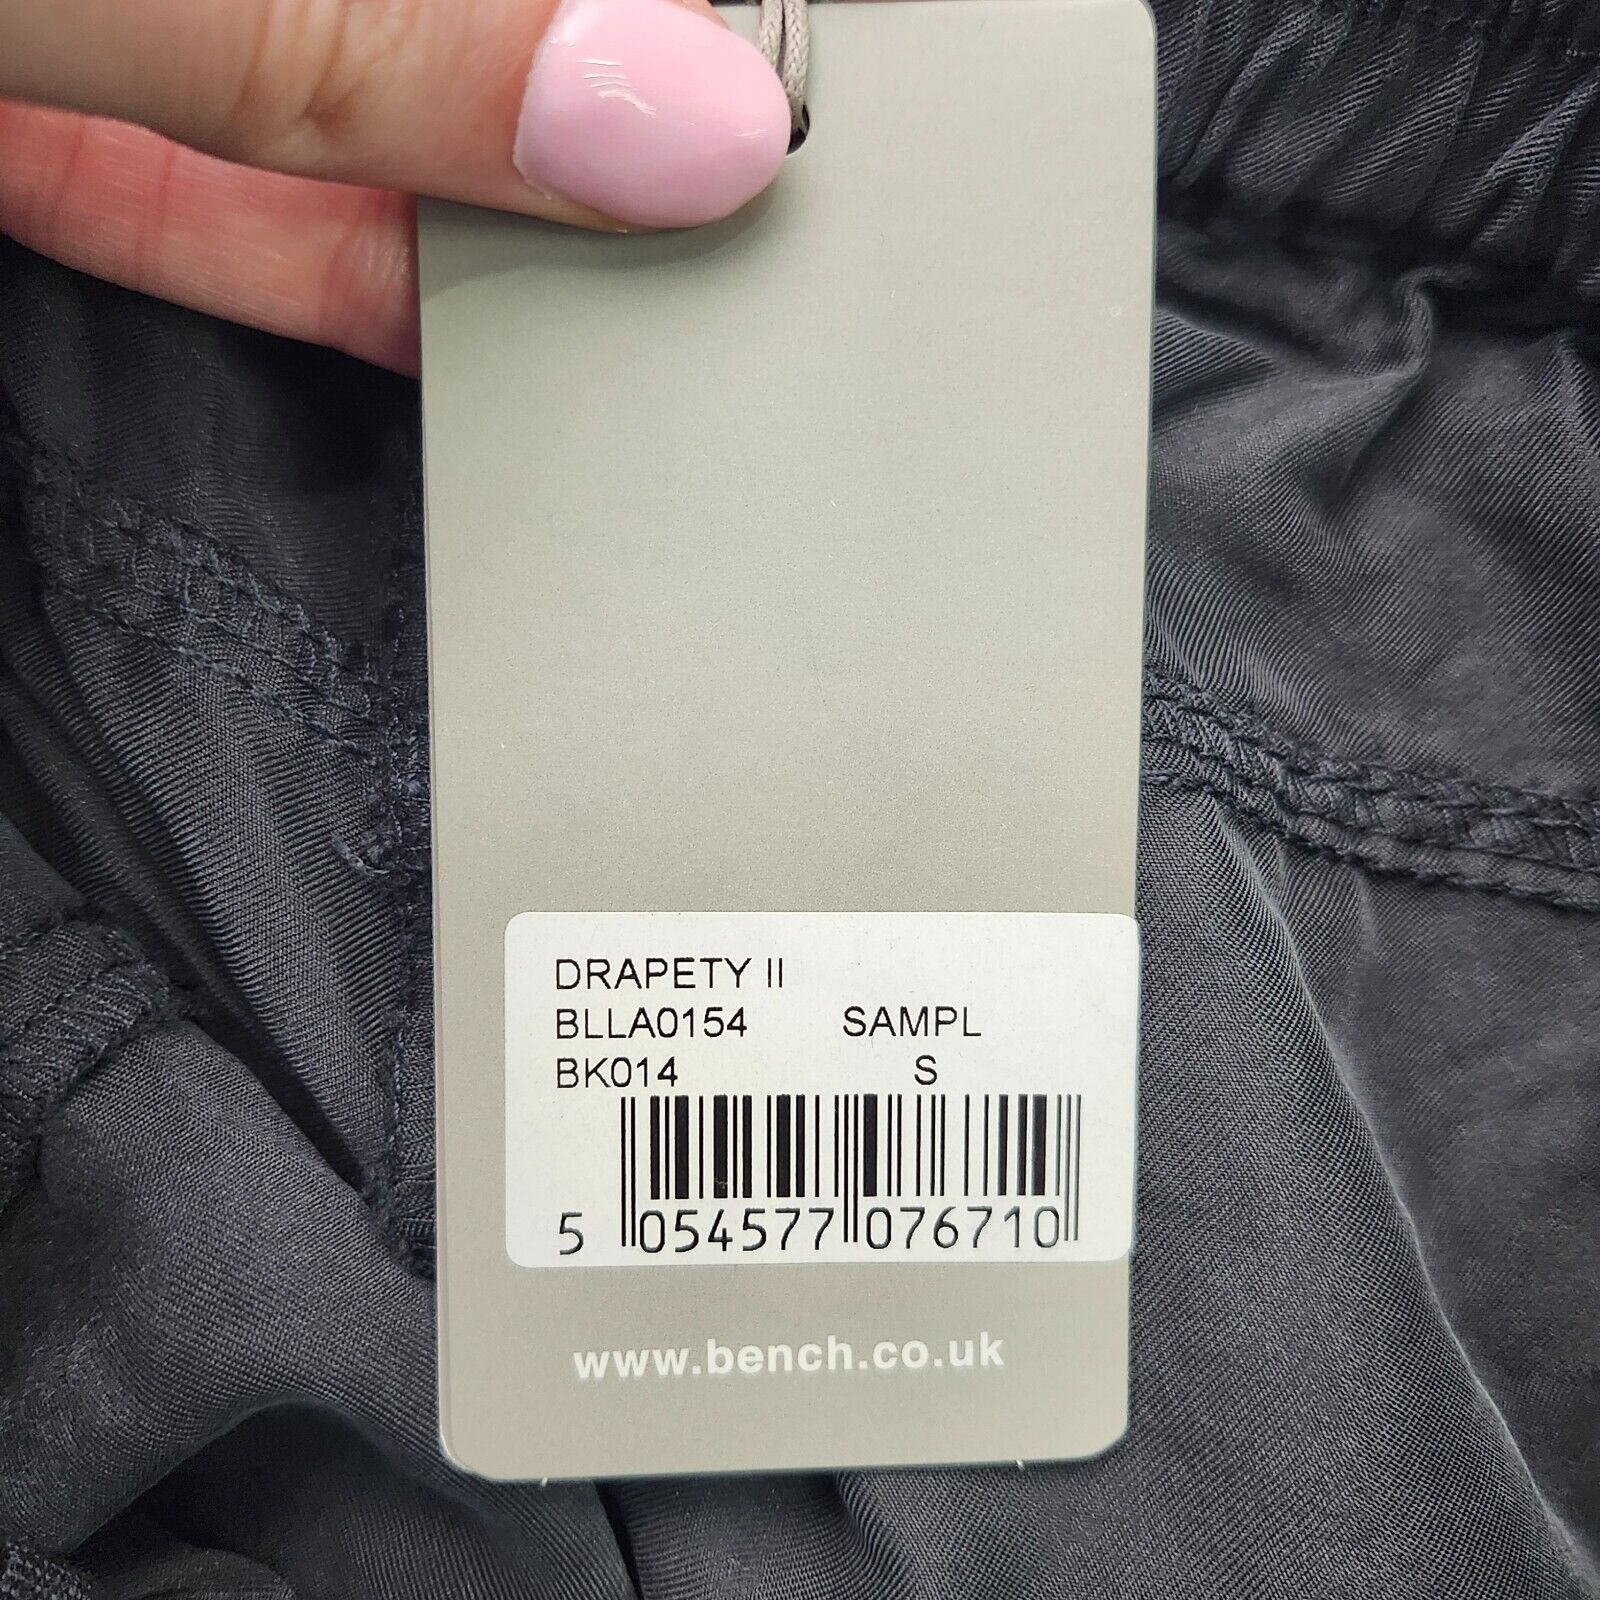 DRAPETY II
BLLA0154 SAMPL
BK014 S
5 054577 076710
www.bench.co.uk